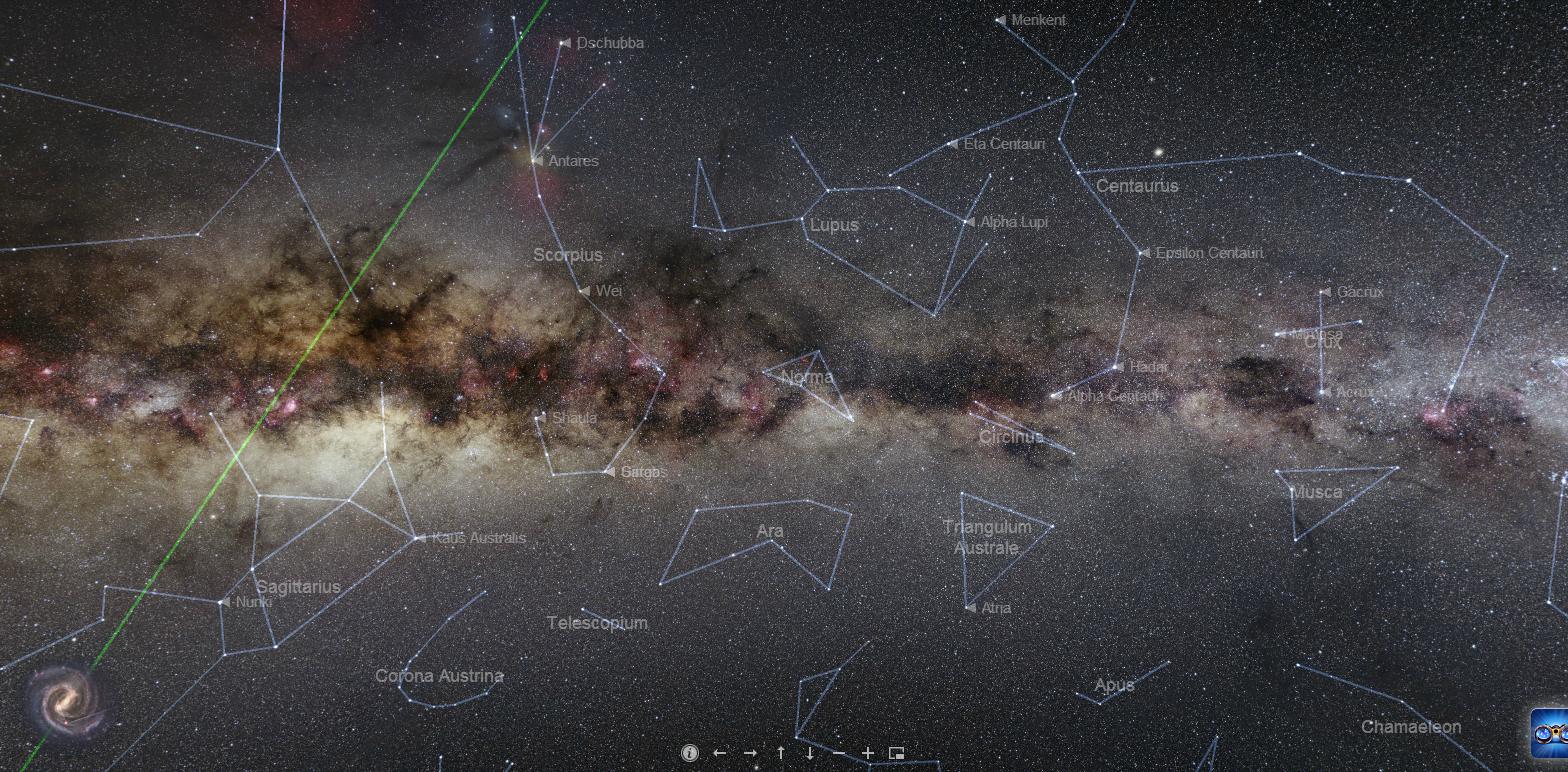 Menkent
Dschubba
Eta Centauri
Antares
Centaurus
Alpha Lupi
Lupus
Scorpius
Epsilon Centauri
Wei
Gacrux
Crux
Hadar
Norma
Acrux
Alpha Centauri
Shaula
Circinus
Sargas
Musca
Ara
Triangulum
Australe
Kaus Australis
Sagittarius
Nunki
Atria
Telescopium
Corona Austrina
Apus
Chamaeleon